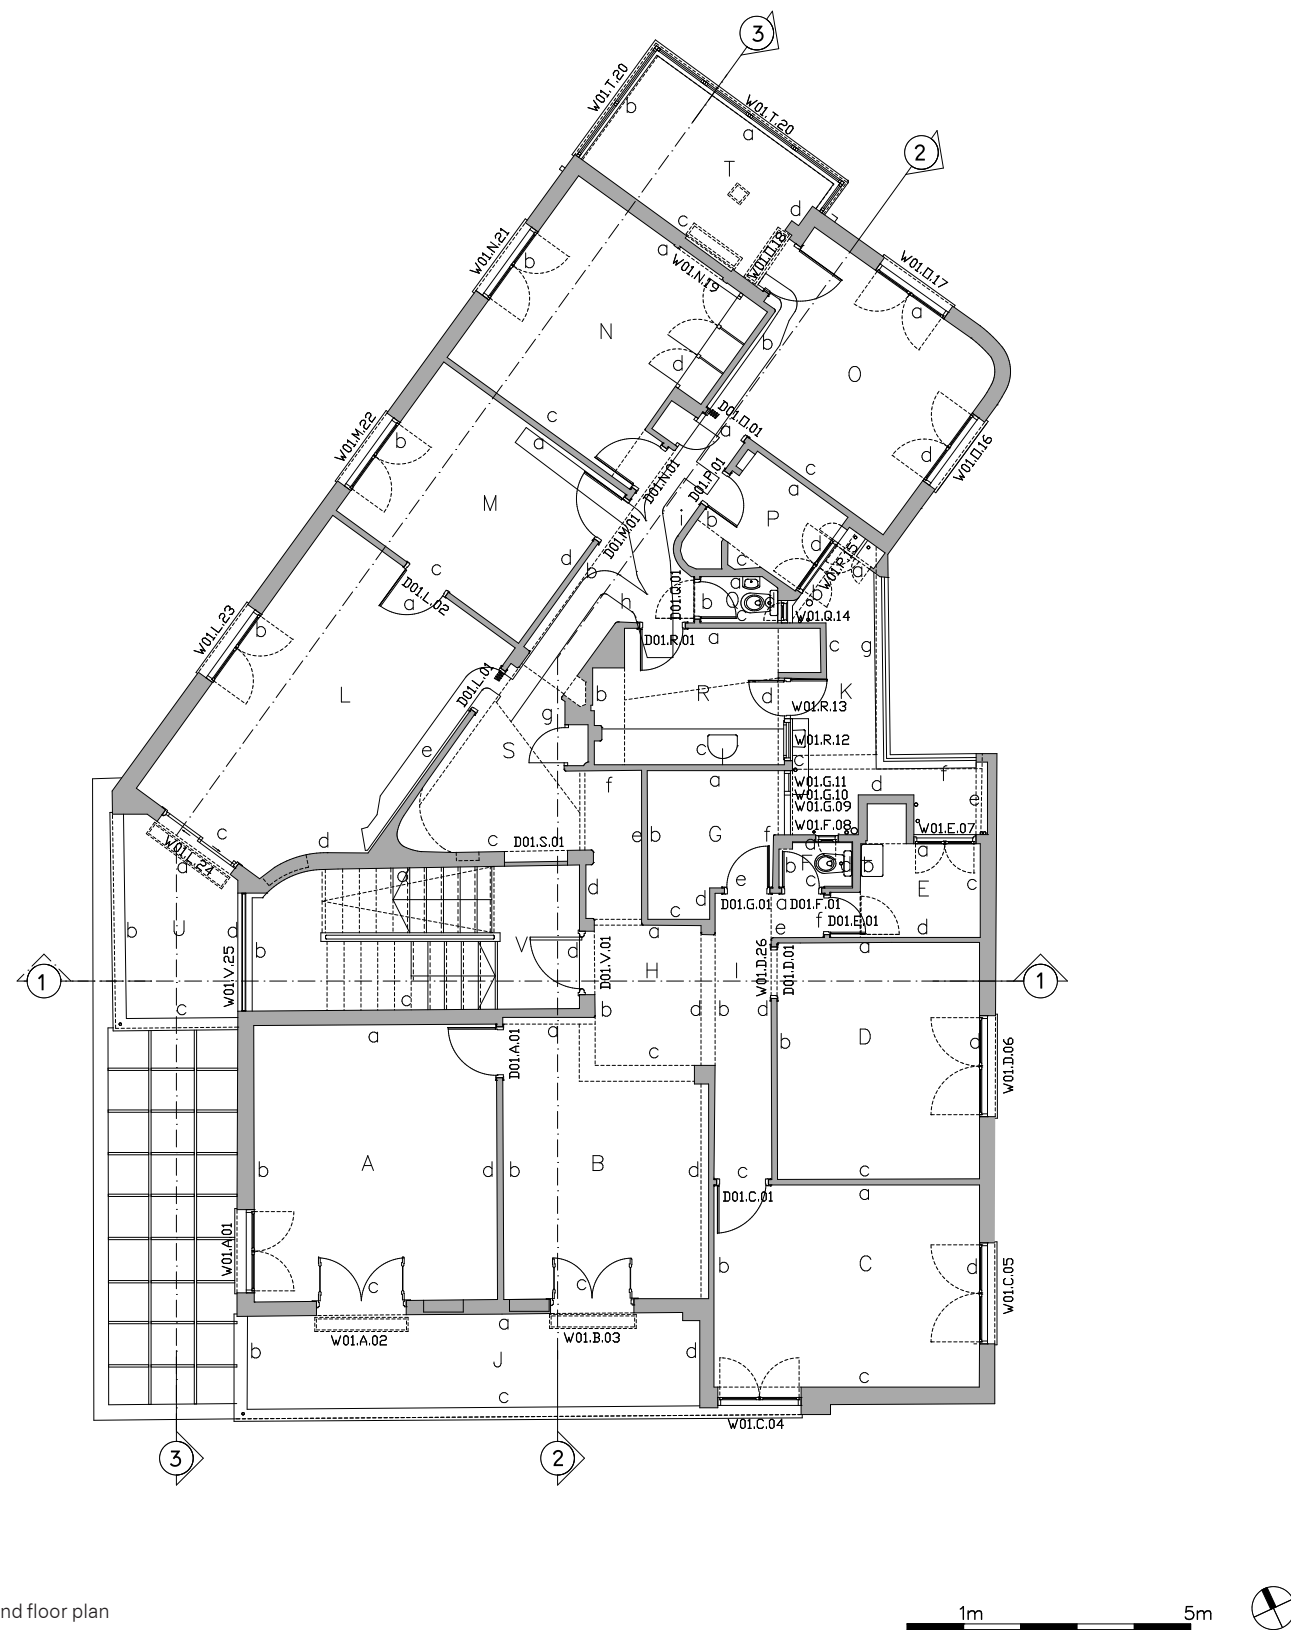 3
W01.T.20
b
W01.T.20
a
2
T
d
c
W01.N.21
b
a
W01.N.19
W01.O.18
W01.O.17
a
N
b
d
O
c
D01.O.01
b
W01.M.22
b
a
d
c
W01.O.16
D01.N.01
D01.P.01
a
M
i
b
P
D01.M.01
d
d
W01.P.15
a
c
b
c
D01.L.02
a
D01.Q.01
a
b
Q
b
h
c
W01.Q.14
W01.L.23
b
D01.R.01
a
c
g
D01.L.01
L
b
R
d
K
W01.R.13
g
e
S
c
W01.R.12
c
f
a
W01.G.11
W01.G.10
W01.G.09
d
f
e
c
d
c
D01.S.01
e
b
G
f
W01.F.08
W01.E.07
W01.L.24
a
d
a
b
F
c
b
a
c
E
d
a
e
d
c
D01.G.01
a
D01.F.01
f
D01.E.01
e
b
U
d
b
V
d
D01.V.01
a
H
I
W01.D.26
D01.D.01
a
1
W01.V.25
1
c
c
b
d
b
d
a
D01.A.01
a
c
b
D
d
W01.D.06
b
A
d
b
B
d
c
c
D01.C.01
a
W01.A.01
c
c
b
C
d
W01.C.05
W01.A.02
a
W01.B.03
b
J
d
c
c
W01.C.04
3
2
nd floor plan
1m
5m